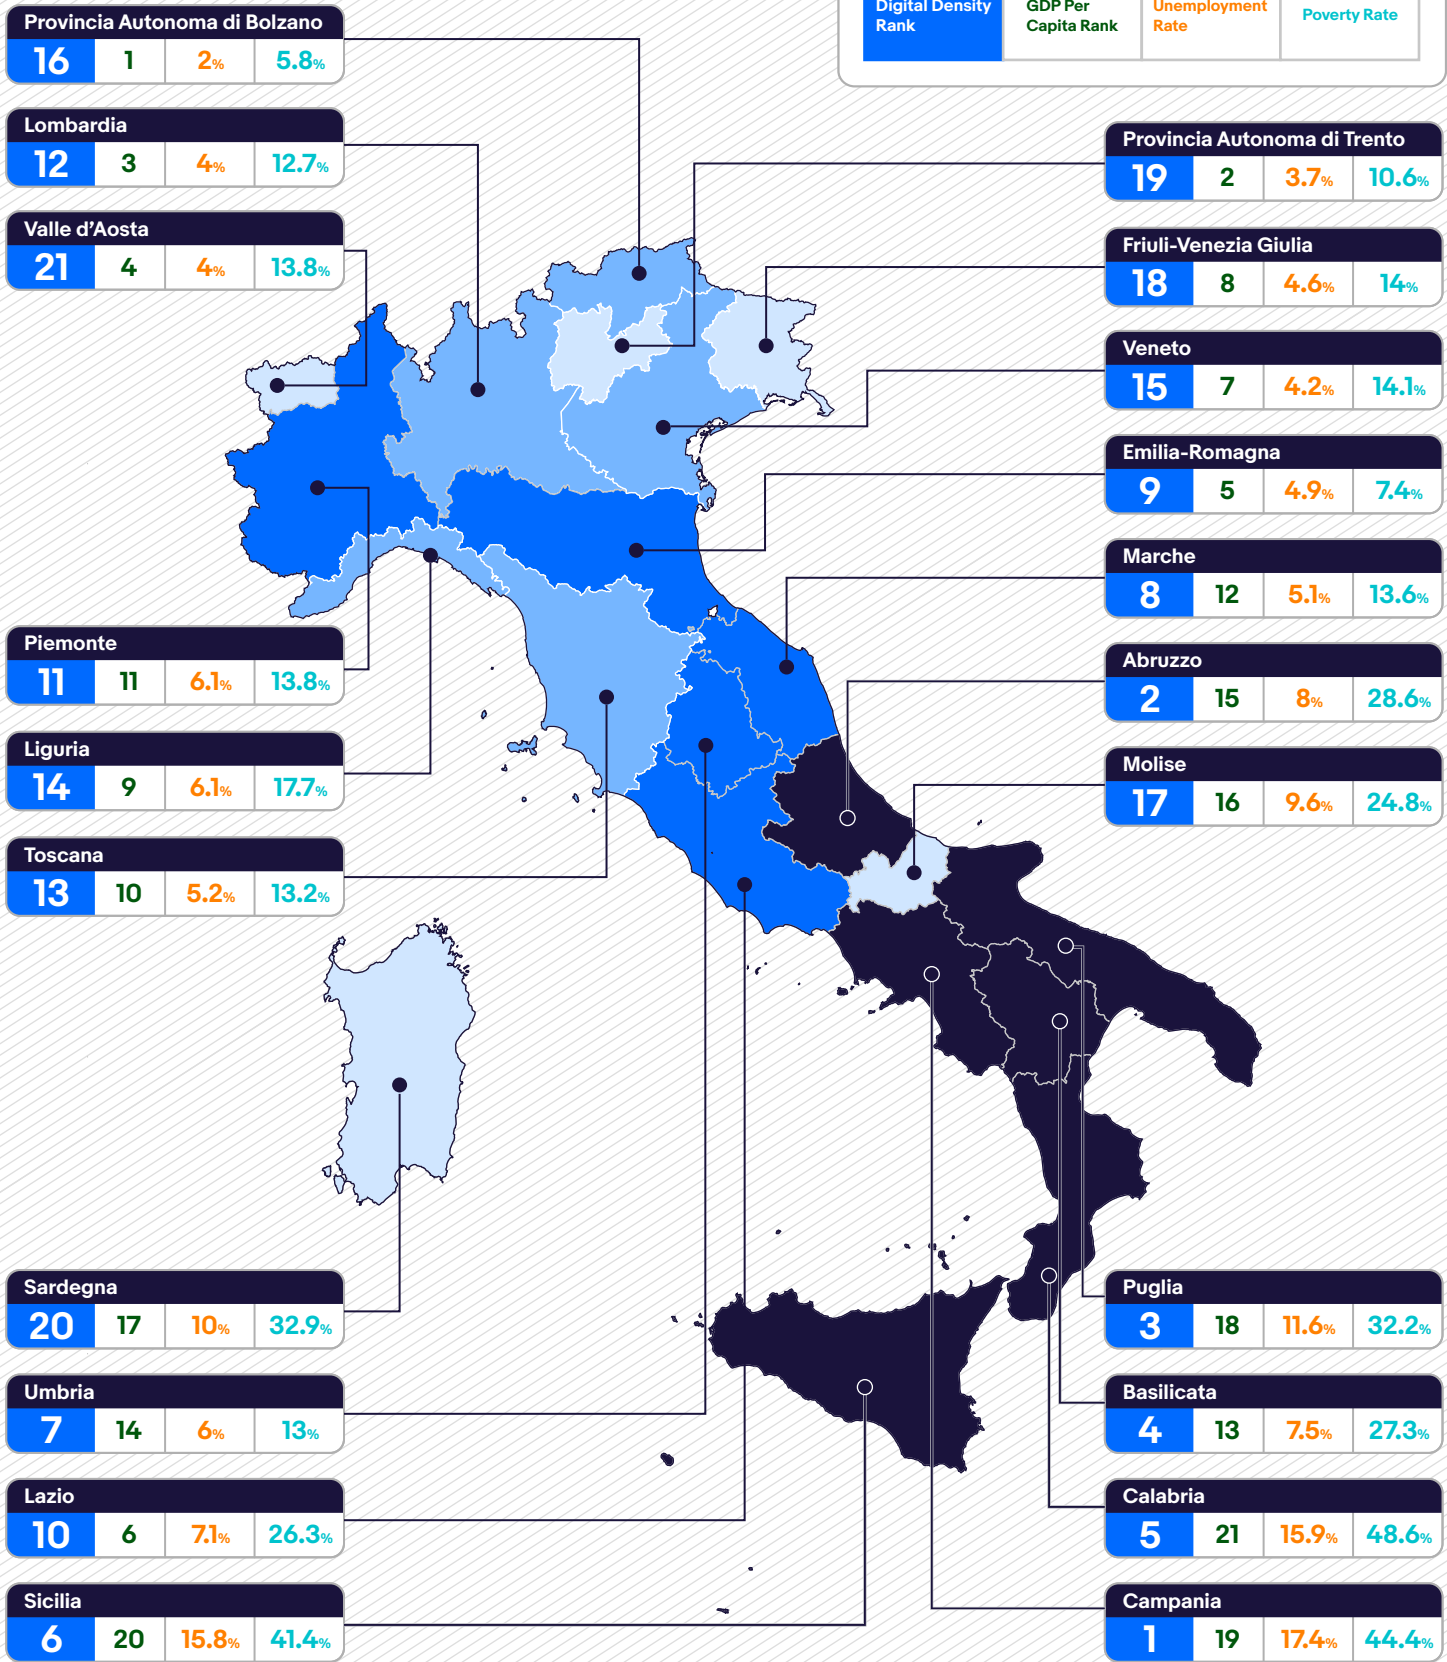 Digital Density
Rank
GDP Per
Capita Rank
Unemployment
Rate
Poverty Rate
Provincia Autonoma di Bolzano
16 1 2% 5.8%
Lombardia
12 3 4% 12.7%
Valle d’Aosta
21 4 4% 13.8%
Piemonte
11 11 6.1% 13.8%
Liguria
14 9 6.1% 17.7%
Toscana
13 10 5.2% 13.2%
Sardegna
20 17 10% 32.9%
Umbria
7 14 6% 13%
Lazio
10 6 7.1% 26.3%
Sicilia
6 20 15.8% 41.4%
Provincia Autonoma di Trento
19 2 3.7% 10.6%
Friuli-Venezia Giulia
18 8 4.6% 14%
Veneto
15 7 4.2% 14.1%
Emilia-Romagna
9 5 4.9% 7.4%
Marche
8 12 5.1% 13.6%
Abruzzo
2 15 8% 28.6%
Molise
17 16 9.6% 24.8%
Puglia
3 18 11.6% 32.2%
Basilicata
4 13 7.5% 27.3%
Calabria
5 21 15.9% 48.6%
Campania
1 19 17.4% 44.4%